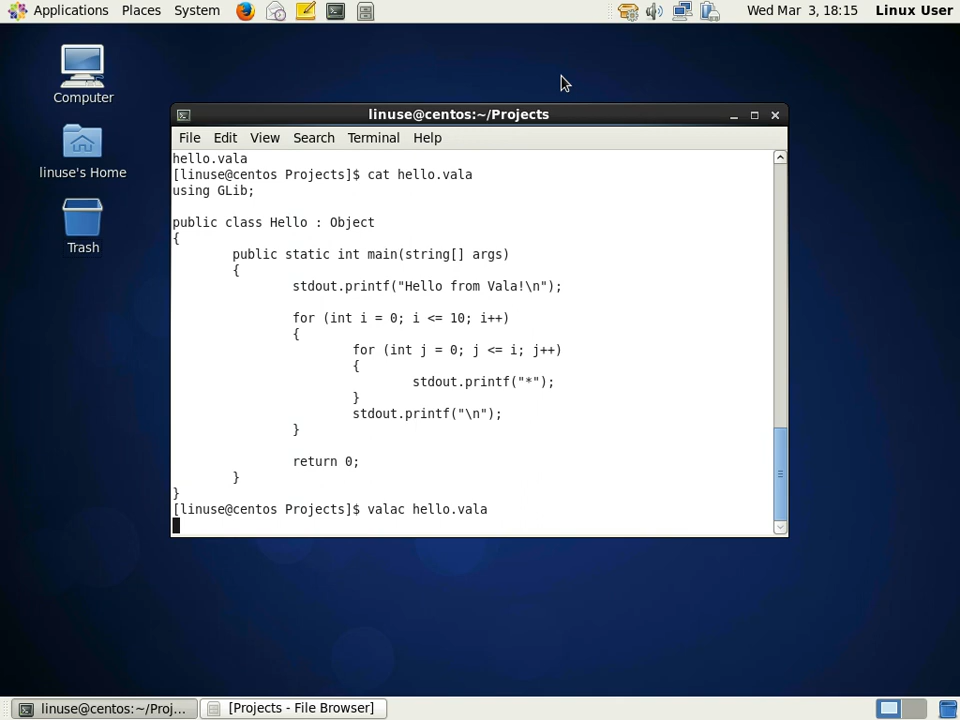 Applications Places System Wed Mar 3, 18:15 Linux User
Computer
linuse's Home
Trash
linuse@centos:~/Projects
File Edit View Search Terminal Help
hello.vala
[linuse@centos Projects]$ cat hello.vala
using GLib;
public class Hello : Object
{
public static int main(string[] args)
{
stdout.printf("Hello from Vala!\n");
for (int i = 0; i <= 10; i++)
{
for (int j = 0; j <= i; j++)
{
stdout.printf("*");
}
stdout.printf("\n");
}
return 0;
}
}
[linuse@centos Projects]$ valac hello.vala
linuse@centos:~/Proj... [Projects - File Browser]